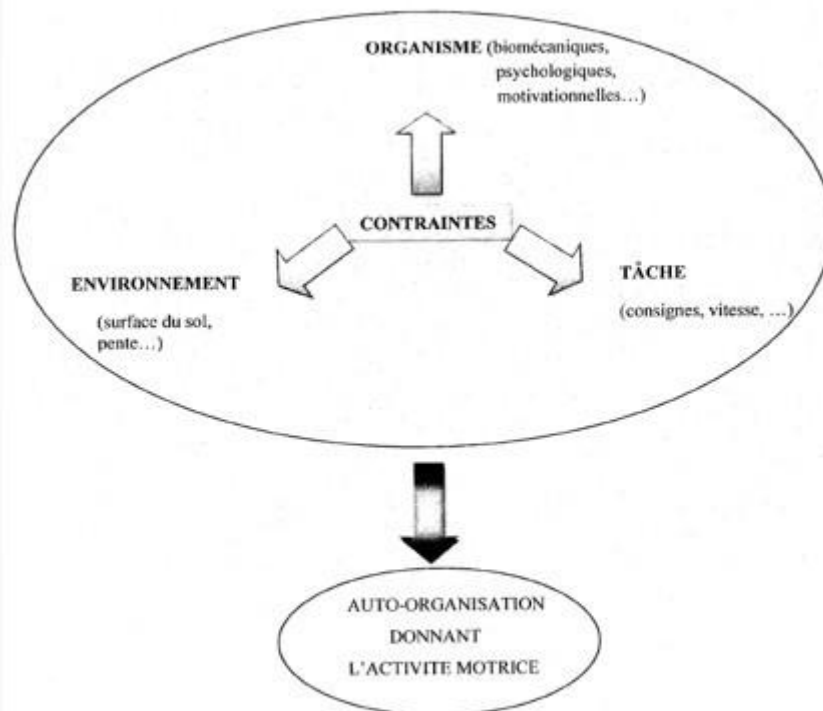 ORGANISME (biomécaniques,
psychologiques,
motivationnelles…)
CONTRAINTES
ENVIRONNEMENT
(surface du sol,
pente…)
TÂCHE
(consignes, vitesse, …)
AUTO-ORGANISATION
DONNANT
L'ACTIVITE MOTRICE